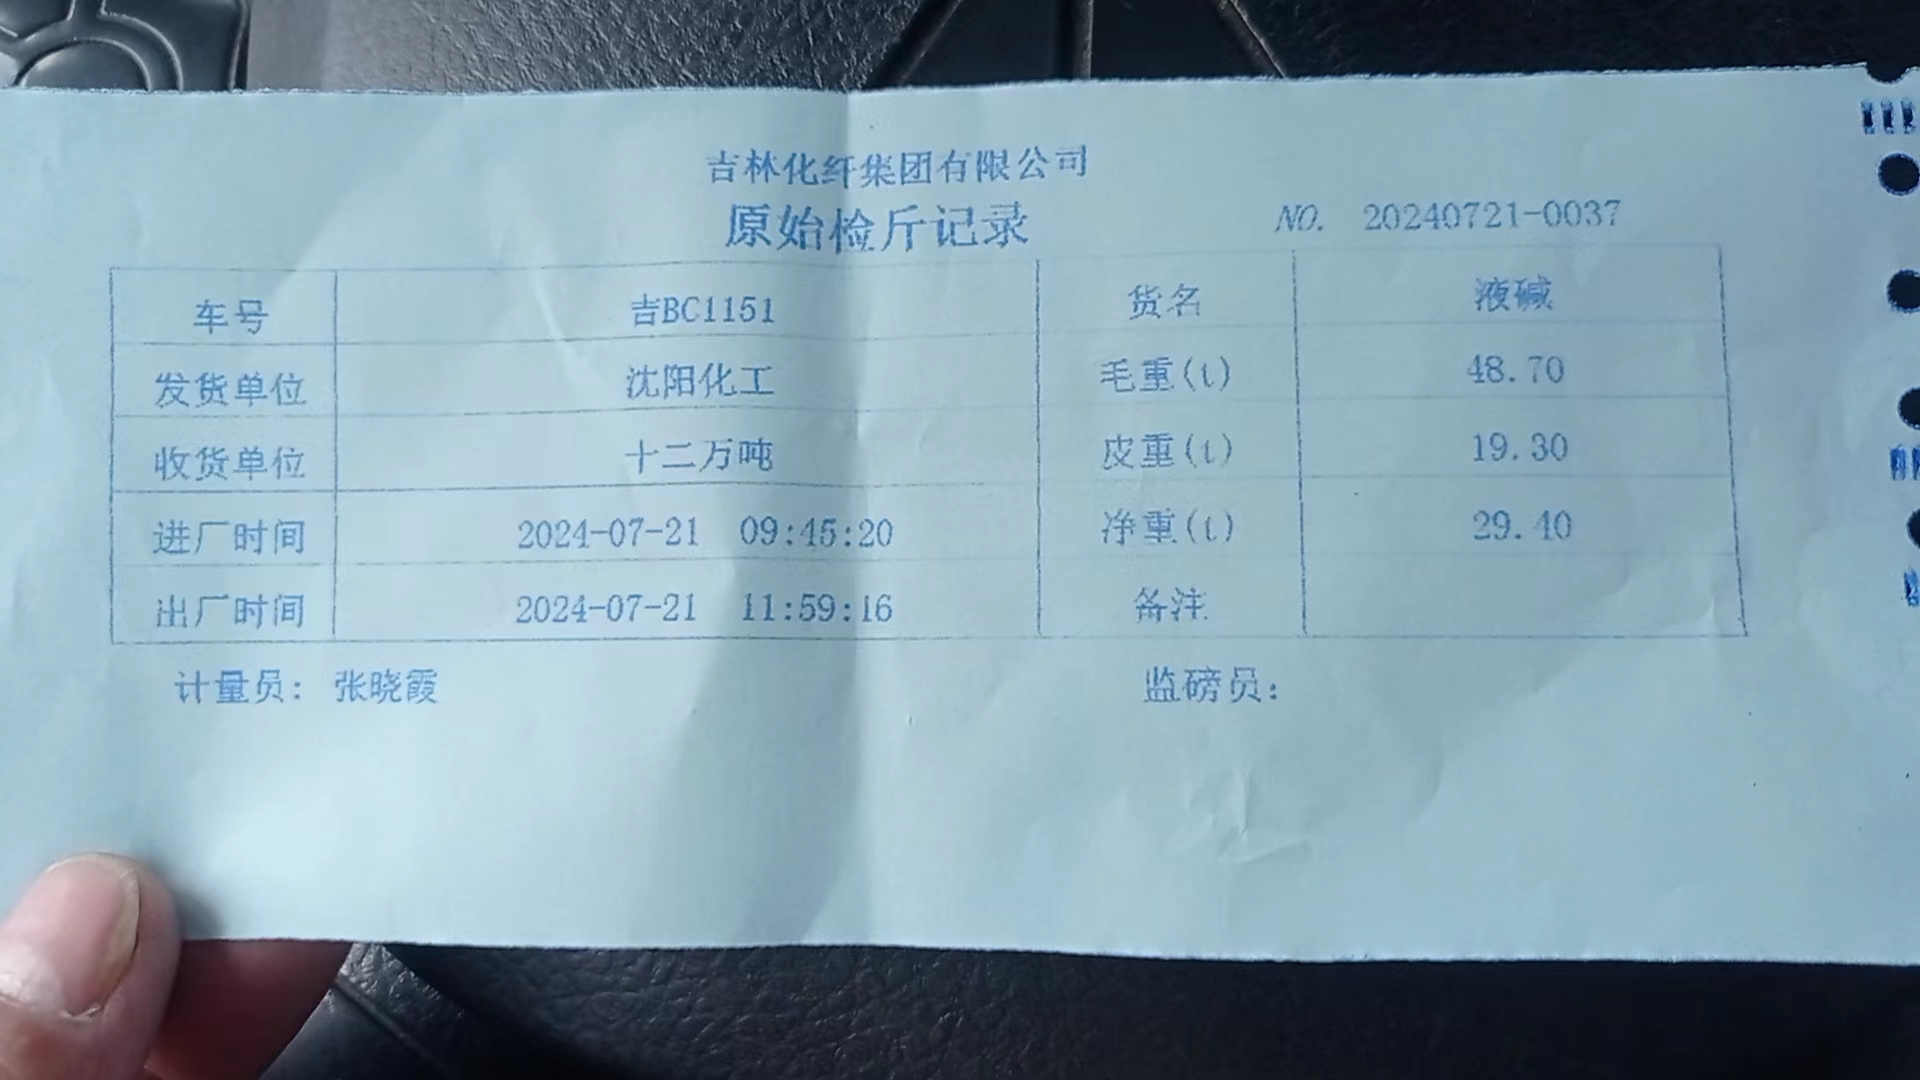 吉林化纤集团有限公司
原始检斤记录 NO. 20240721-0037
车号 吉BC1151 货名 液碱
发货单位 沈阳化工 毛重(t) 48.70
收货单位 十二万吨 皮重(t) 19.30
进厂时间 2024-07-21 09:45:20 净重(t) 29.40
出厂时间 2024-07-21 11:59:16 备注
计量员: 张晓霞 监磅员: